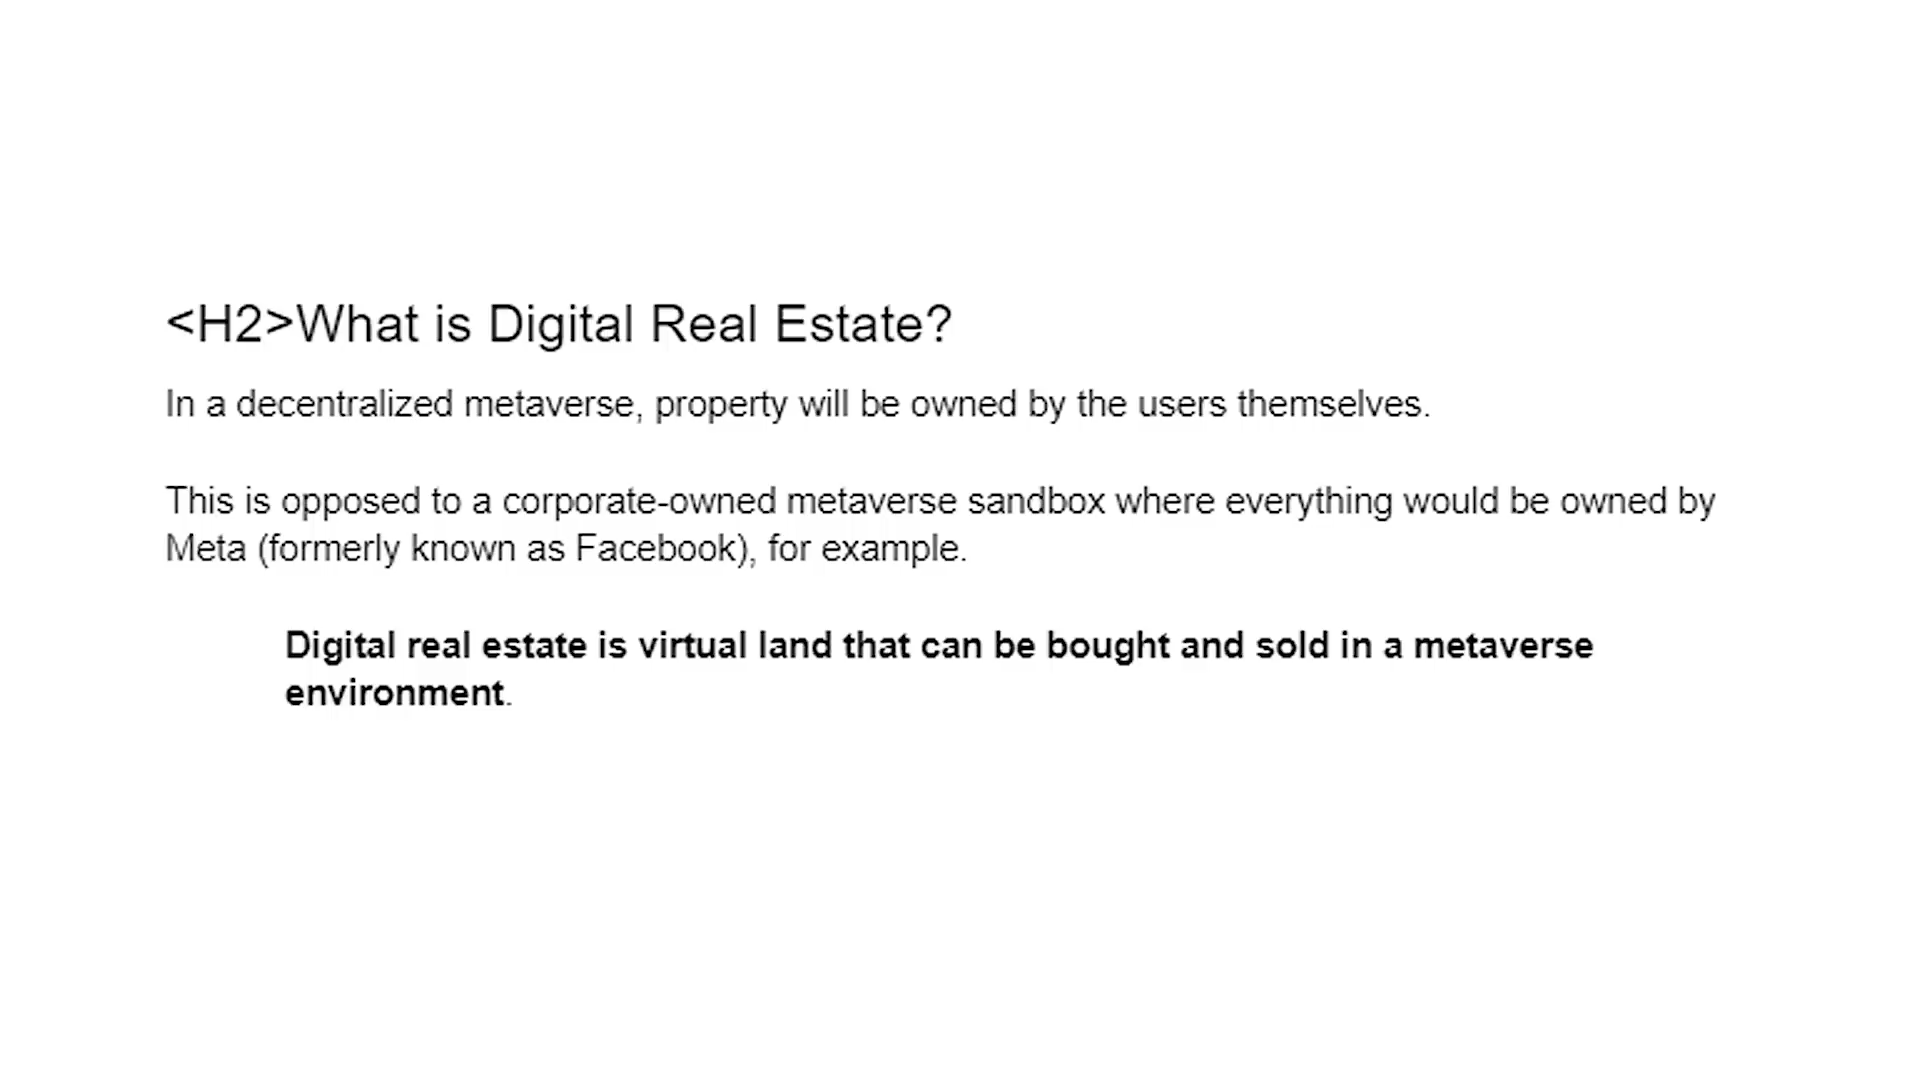 <H2>What is Digital Real Estate?
In a decentralized metaverse, property will be owned by the users themselves.
This is opposed to a corporate-owned metaverse sandbox where everything would be owned by
Meta (formerly known as Facebook), for example.
Digital real estate is virtual land that can be bought and sold in a metaverse
environment.